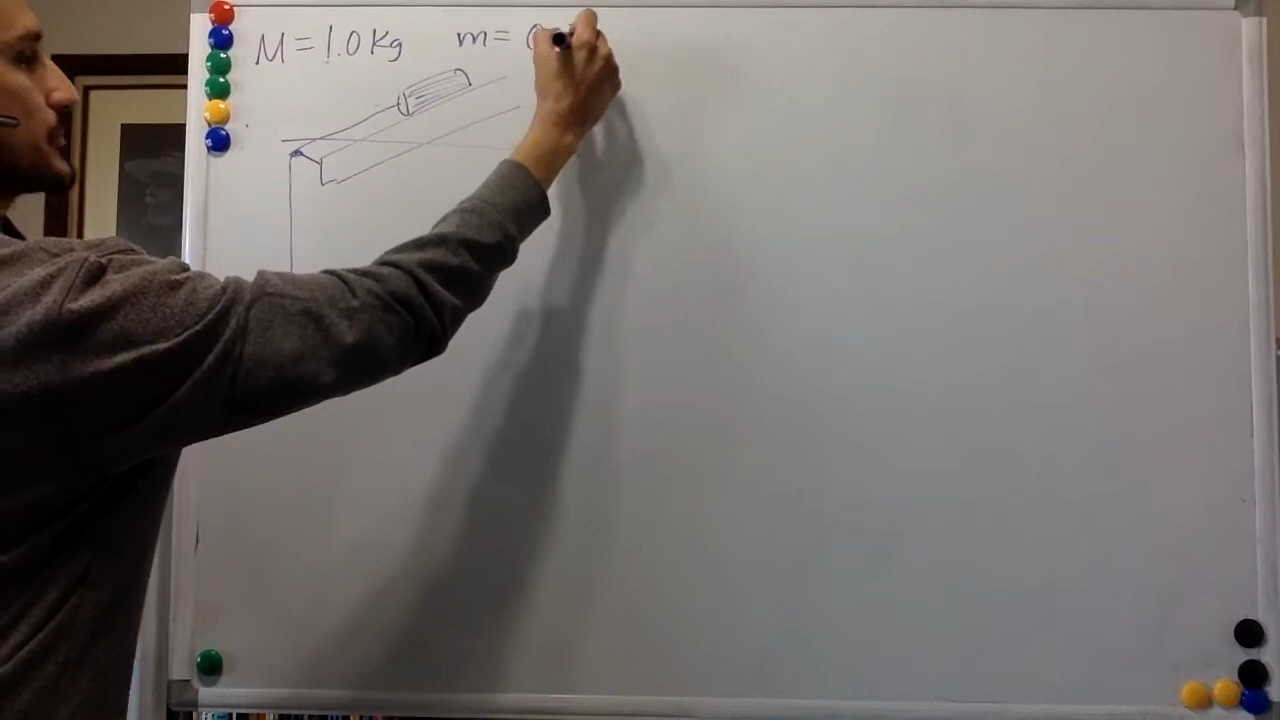 M = 1.0 Kg m =